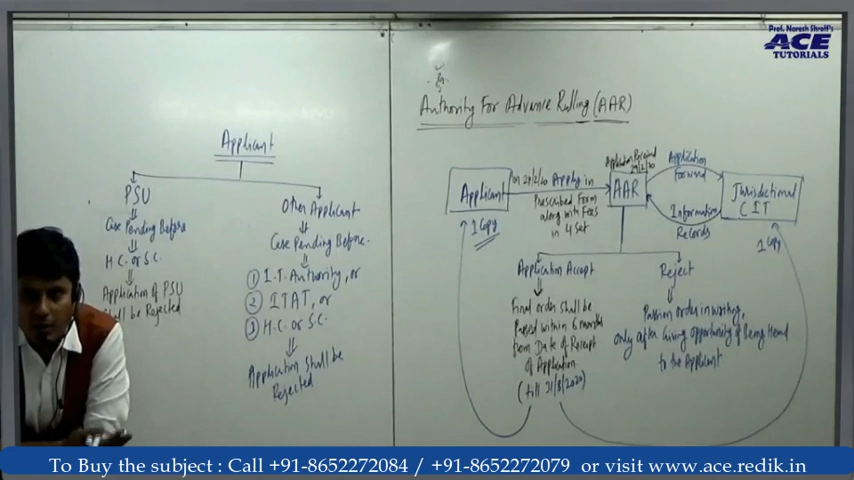 Prof. Naresh Shroff's
ACE
TUTORIALS
Applicant
PSU
Case Pending Before
H.C. or S.C.
Application of PSU
shall be Rejected
Other Applicant
Case Pending Before
① I.T. Authority, or
② ITAT, or
③ H.C. or S.C.
Application Shall be
Rejected
Authority For Advance Rulling (AAR)
Applicant
1 Copy
Apply in
Prescribed Form
along with Fees
in 4 Set
Application Received
AAR
Application
Forward
Information
Records
Jurisdictional
CIT
1 Copy
Application Accept
Final order shall be
Passed within 6 months
from Date of Receipt
of Application
(till 31/8/2020)
Reject
order in writing,
only after Giving opportunity of Being Heard
to the Applicant
To Buy the subject : Call +91-8652272084 / +91-8652272079 or visit www.ace.redik.in